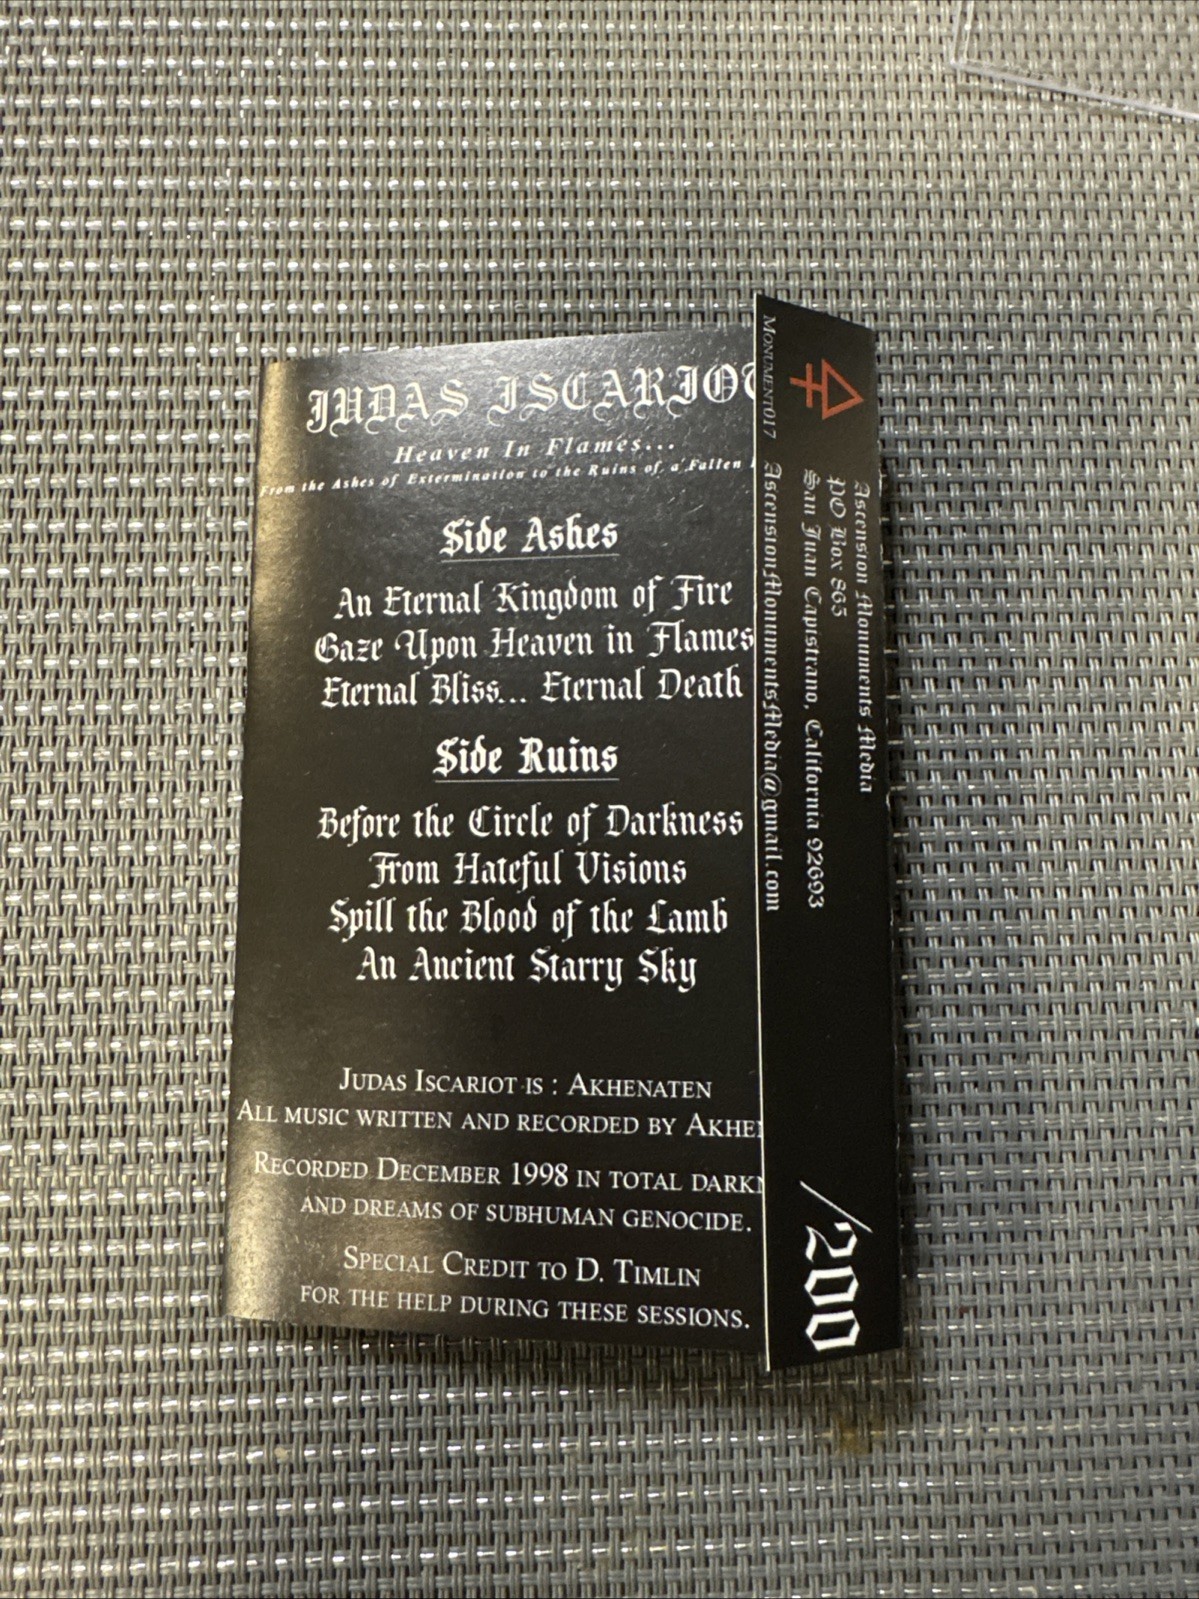 JUDAS ISCARIOT
Heaven In Flames...
From the Ashes of Extermination to the Ruins of a Fallen
Side Ashes
An Eternal Kingdom of Fire
Gaze Upon Heaven in Flames
Eternal Bliss... Eternal Death
Side Ruins
Before the Circle of Darkness
From Hateful Visions
Spill the Blood of the Lamb
An Ancient Starry Sky
JUDAS ISCARIOT IS : AKHENATEN
ALL MUSIC WRITTEN AND RECORDED BY AKHE
RECORDED DECEMBER 1998 IN TOTAL DARK
AND DREAMS OF SUBHUMAN GENOCIDE.
SPECIAL CREDIT TO D. TIMLIN
FOR THE HELP DURING THESE SESSIONS.
MONUMENT017
Ascension Monuments Media
PO Box 865
San Juan Capistrano, California 92693
AscensionMonumentsMedia@gmail.com
/200